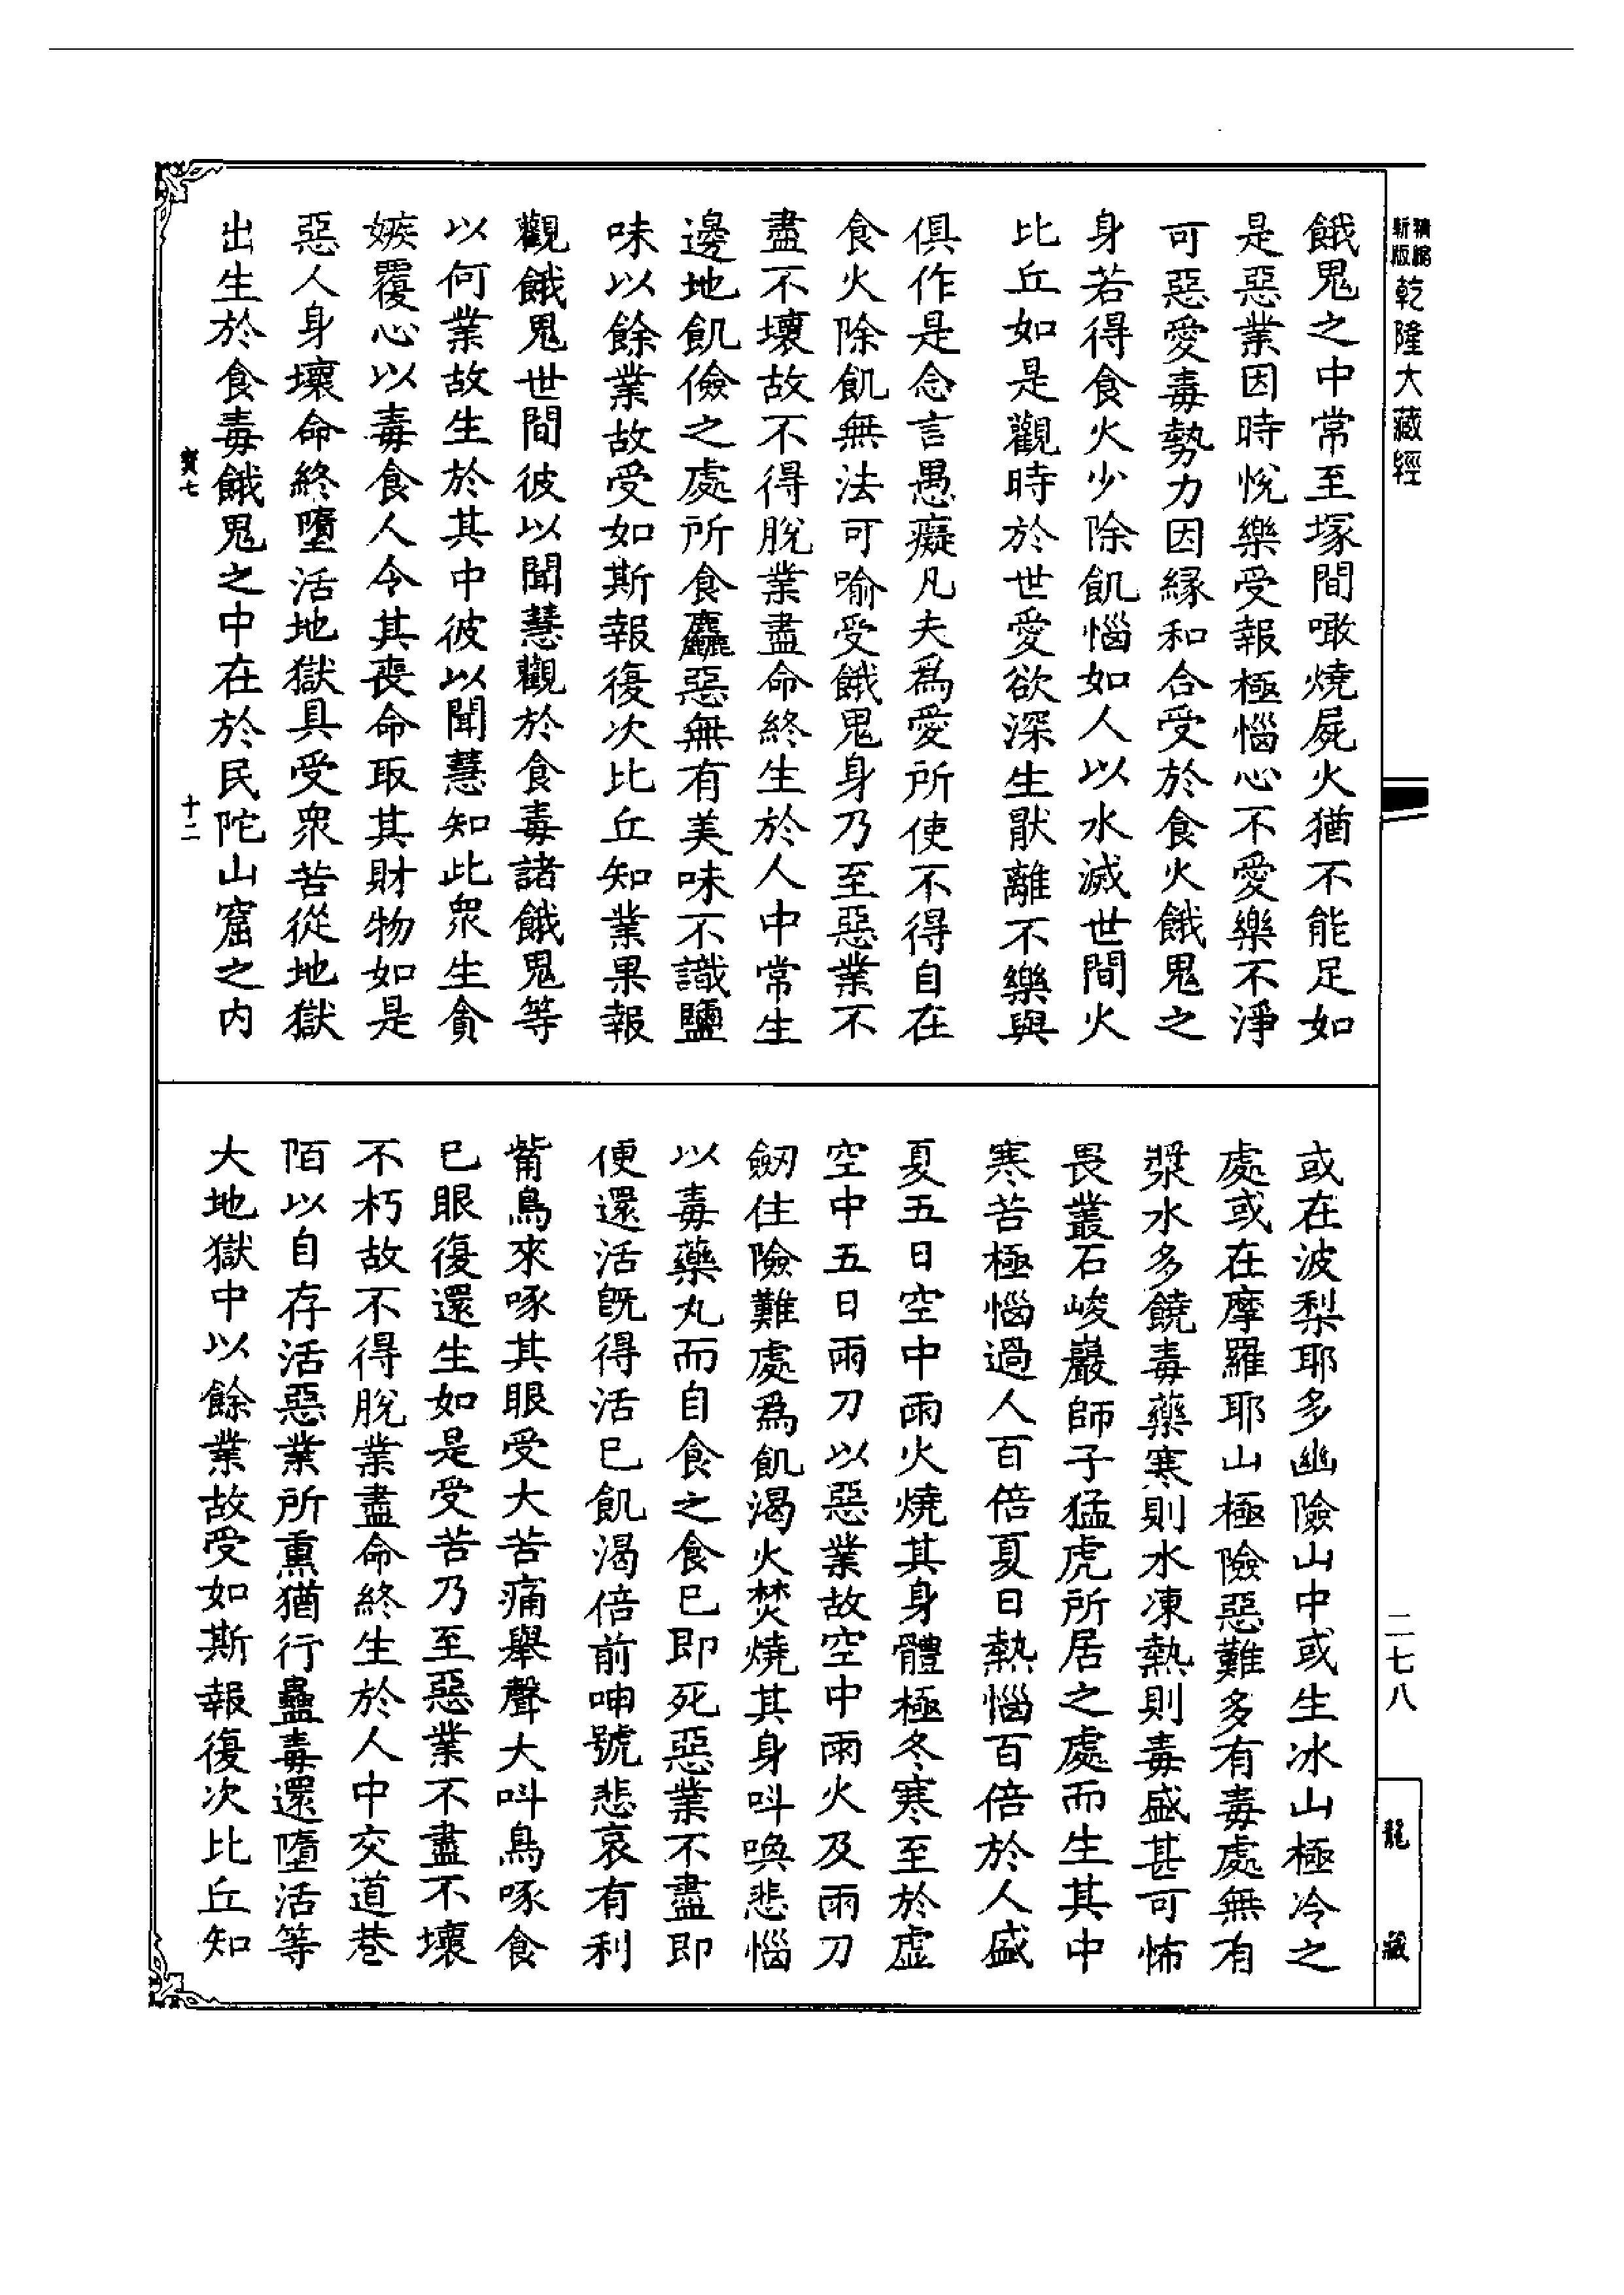 新版
精縮
乾隆大藏經
餓鬼之中常至塚間噉燒屍火猶不能足如
是惡業因時悅樂受報極惱心不愛樂不淨
可惡愛毒勢力因緣和合受於食火餓鬼之
身若得食火少除飢惱如人以水滅世間火
比丘如是觀時於世愛欲深生厭離不樂與
俱作是念言愚癡凡夫為愛所使不得自在
食火除飢無法可喻受餓鬼身乃至惡業不
盡不壞故不得脫業盡命終生於人中常生
邊地飢儉之處所食麤惡無有美味不識鹽
味以餘業故受如斯報復次比丘知業果報
觀餓鬼世間彼以聞慧觀於食毒諸餓鬼等
以何業故生於其中彼以聞慧知此眾生貪
嫉覆心以毒食人令其喪命取其財物如是
惡人身壞命終墮活地獄具受眾苦從地獄
出生於食毒餓鬼之中在於民陀山窟之內
寶七
十二
或在波梨耶多幽險山中或生冰山極冷之
處或在摩羅耶山極險惡難多有毒處無有
漿水多饒毒藥寒則水凍熱則毒盛甚可怖
畏叢石峻巖師子猛虎所居之處而生其中
寒苦極惱過人百倍夏日熱惱百倍於人盛
夏五日空中雨火燒其身體極冬寒至於虛
空中五日雨刀以惡業故空中雨火及雨刀
劒住險難處為飢渴火焚燒其身叫喚悲惱
以毒藥丸而自食之食已即死惡業不盡即
便還活既得活已飢渴倍前呻號悲哀有利
觜鳥來啄其眼受大苦痛舉聲大叫鳥啄食
已眼復還生如是受苦乃至惡業不盡不壞
不朽故不得脫業盡命終生於人中交道巷
陌以自存活惡業所熏猶行蠱毒還墮活等
大地獄中以餘業故受如斯報復次比丘知
二七八
龍藏